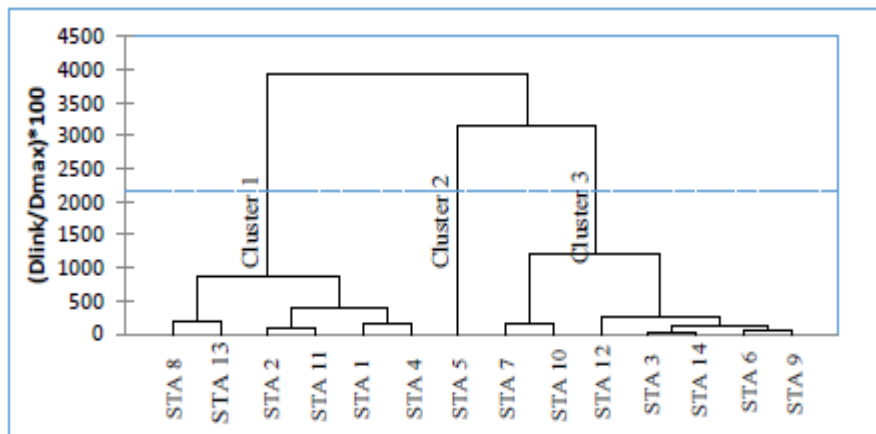 4500
4000
3500
3000
2500
2000
1500
1000
500
0
(Dlink/Dmax)*100
Cluster 1
Cluster 2
Cluster 3
STA 8
STA 13
STA 2
STA 11
STA 1
STA 4
STA 5
STA 7
STA 10
STA 12
STA 3
STA 14
STA 6
STA 9